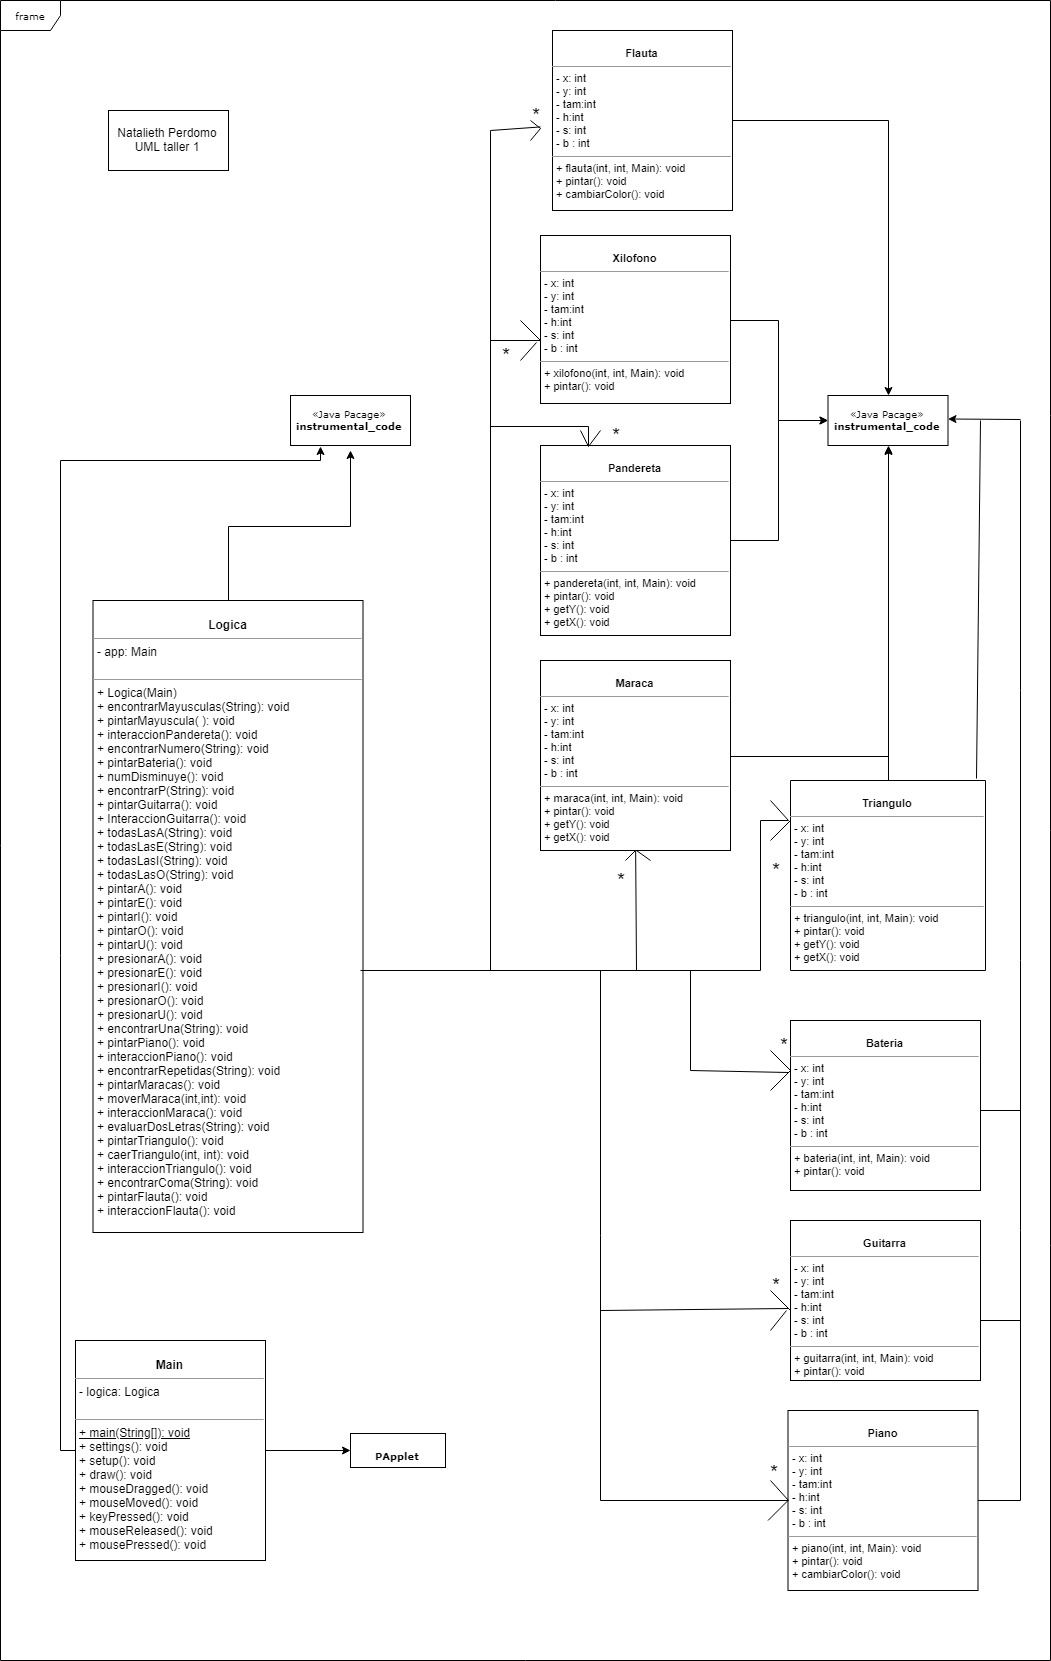 frame
Natalieth Perdomo
UML taller 1
Flauta
- x: int
- y: int
- tam:int
- h:int
- s: int
- b : int
+ flauta(int, int, Main): void
+ pintar(): void
+ cambiarColor(): void
*
Xilofono
- x: int
- y: int
- tam:int
- h:int
- s: int
- b : int
+ xilofono(int, int, Main): void
+ pintar(): void
*
«Java Pacage»
instrumental_code
«Java Pacage»
instrumental_code
*
Pandereta
- x: int
- y: int
- tam:int
- h:int
- s: int
- b : int
+ pandereta(int, int, Main): void
+ pintar(): void
+ getY(): void
+ getX(): void
Logica
- app: Main
+ Logica(Main)
+ encontrarMayusculas(String): void
+ pintarMayuscula( ): void
+ interaccionPandereta(): void
+ encontrarNumero(String): void
+ pintarBateria(): void
+ numDisminuye(): void
+ encontrarP(String): void
+ pintarGuitarra(): void
+ InteraccionGuitarra(): void
+ todasLasA(String): void
+ todasLasE(String): void
+ todasLasI(String): void
+ todasLasO(String): void
+ pintarA(): void
+ pintarE(): void
+ pintarI(): void
+ pintarO(): void
+ pintarU(): void
+ presionarA(): void
+ presionarE(): void
+ presionarI(): void
+ presionarO(): void
+ presionarU(): void
+ encontrarUna(String): void
+ pintarPiano(): void
+ interaccionPiano(): void
+ encontrarRepetidas(String): void
+ pintarMaracas(): void
+ moverMaraca(int,int): void
+ interaccionMaraca(): void
+ evaluarDosLetras(String): void
+ pintarTriangulo(): void
+ caerTriangulo(int, int): void
+ interaccionTriangulo(): void
+ encontrarComa(String): void
+ pintarFlauta(): void
+ interaccionFlauta(): void
Maraca
- x: int
- y: int
- tam:int
- h:int
- s: int
- b : int
+ maraca(int, int, Main): void
+ pintar(): void
+ getY(): void
+ getX(): void
*
Triangulo
- x: int
- y: int
- tam:int
- h:int
- s: int
- b : int
+ triangulo(int, int, Main): void
+ pintar(): void
+ getY(): void
+ getX(): void
*
*
Bateria
- x: int
- y: int
- tam:int
- h:int
- s: int
- b : int
+ bateria(int, int, Main): void
+ pintar(): void
*
Guitarra
- x: int
- y: int
- tam:int
- h:int
- s: int
- b : int
+ guitarra(int, int, Main): void
+ pintar(): void
Main
- logica: Logica
+ main(String[]): void
+ settings(): void
+ setup(): void
+ draw(): void
+ mouseDragged(): void
+ mouseMoved(): void
+ keyPressed(): void
+ mouseReleased(): void
+ mousePressed(): void
PApplet
*
Piano
- x: int
- y: int
- tam:int
- h:int
- s: int
- b : int
+ piano(int, int, Main): void
+ pintar(): void
+ cambiarColor(): void